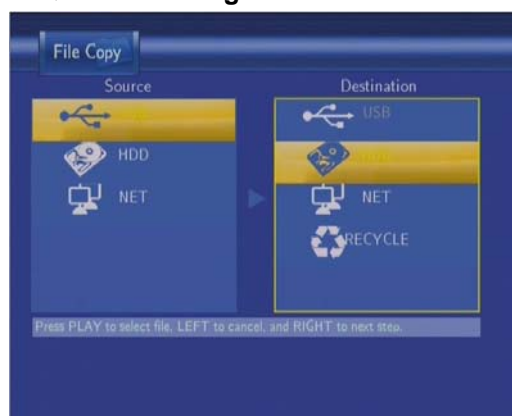 File Copy
Source
Destination
USB
HDD
NET
NET
RECYCLE
Press PLAY to select file, LEFT to cancel, and RIGHT to next step.